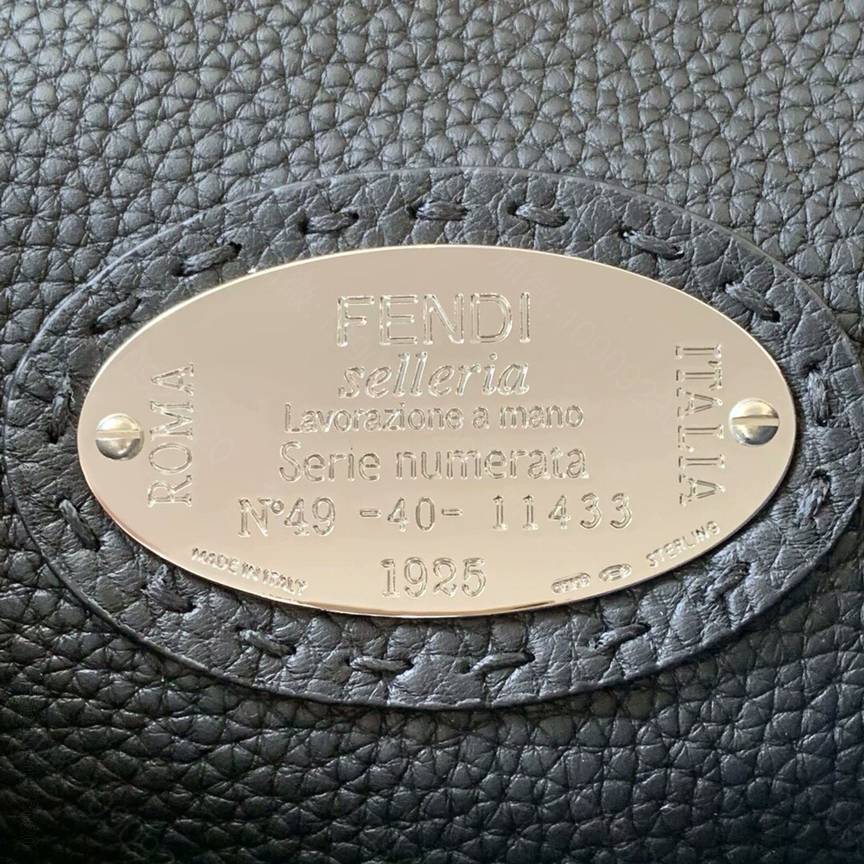 FENDI
selleria
Lavorazione a mano
Serie numerata
N°49 -40- 11433
1925
ROMA
ITALIA
MADE IN ITALY
STERLING